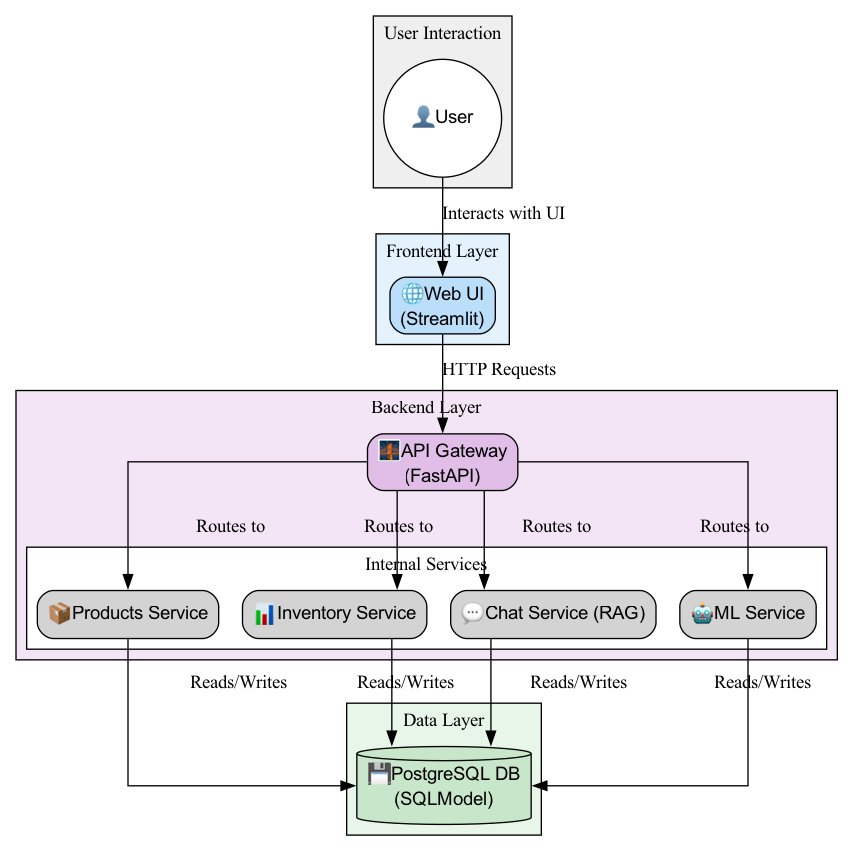 User Interaction
👤User
Interacts with UI
Frontend Layer
🌐Web UI
(Streamlit)
HTTP Requests
Backend Layer
🌉API Gateway
(FastAPI)
Routes to
Routes to
Routes to
Routes to
Internal Services
📦Products Service
📊Inventory Service
💬Chat Service (RAG)
🤖ML Service
Reads/Writes
Reads/Writes
Reads/Writes
Reads/Writes
Data Layer
💾PostgreSQL DB
(SQLModel)